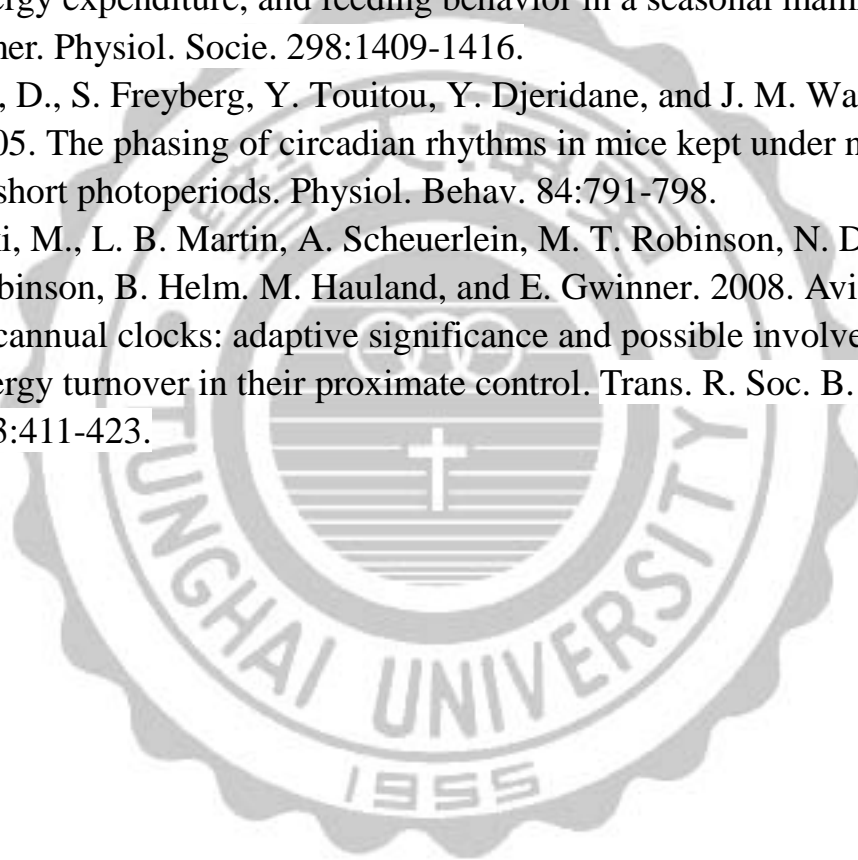 ergy expenditure, and feeding behavior in a seasonal mam
ner. Physiol. Socie. 298:1409-1416.
, D., S. Freyberg, Y. Touitou, Y. Djeridane, and J. M. Wa
05. The phasing of circadian rhythms in mice kept under n
short photoperiods. Physiol. Behav. 84:791-798.
ki, M., L. B. Martin, A. Scheuerlein, M. T. Robinson, N. D
binson, B. Helm. M. Hauland, and E. Gwinner. 2008. Avi
cannual clocks: adaptive significance and possible involve
ergy turnover in their proximate control. Trans. R. Soc. B.
3:411-423.
TUNGHAI UNIVERSITY
1955